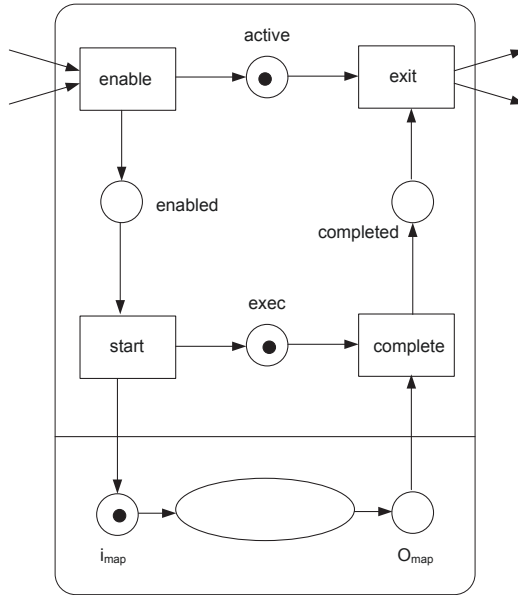 active
enable
exit
enabled
completed
exec
start
complete
imap
Omap